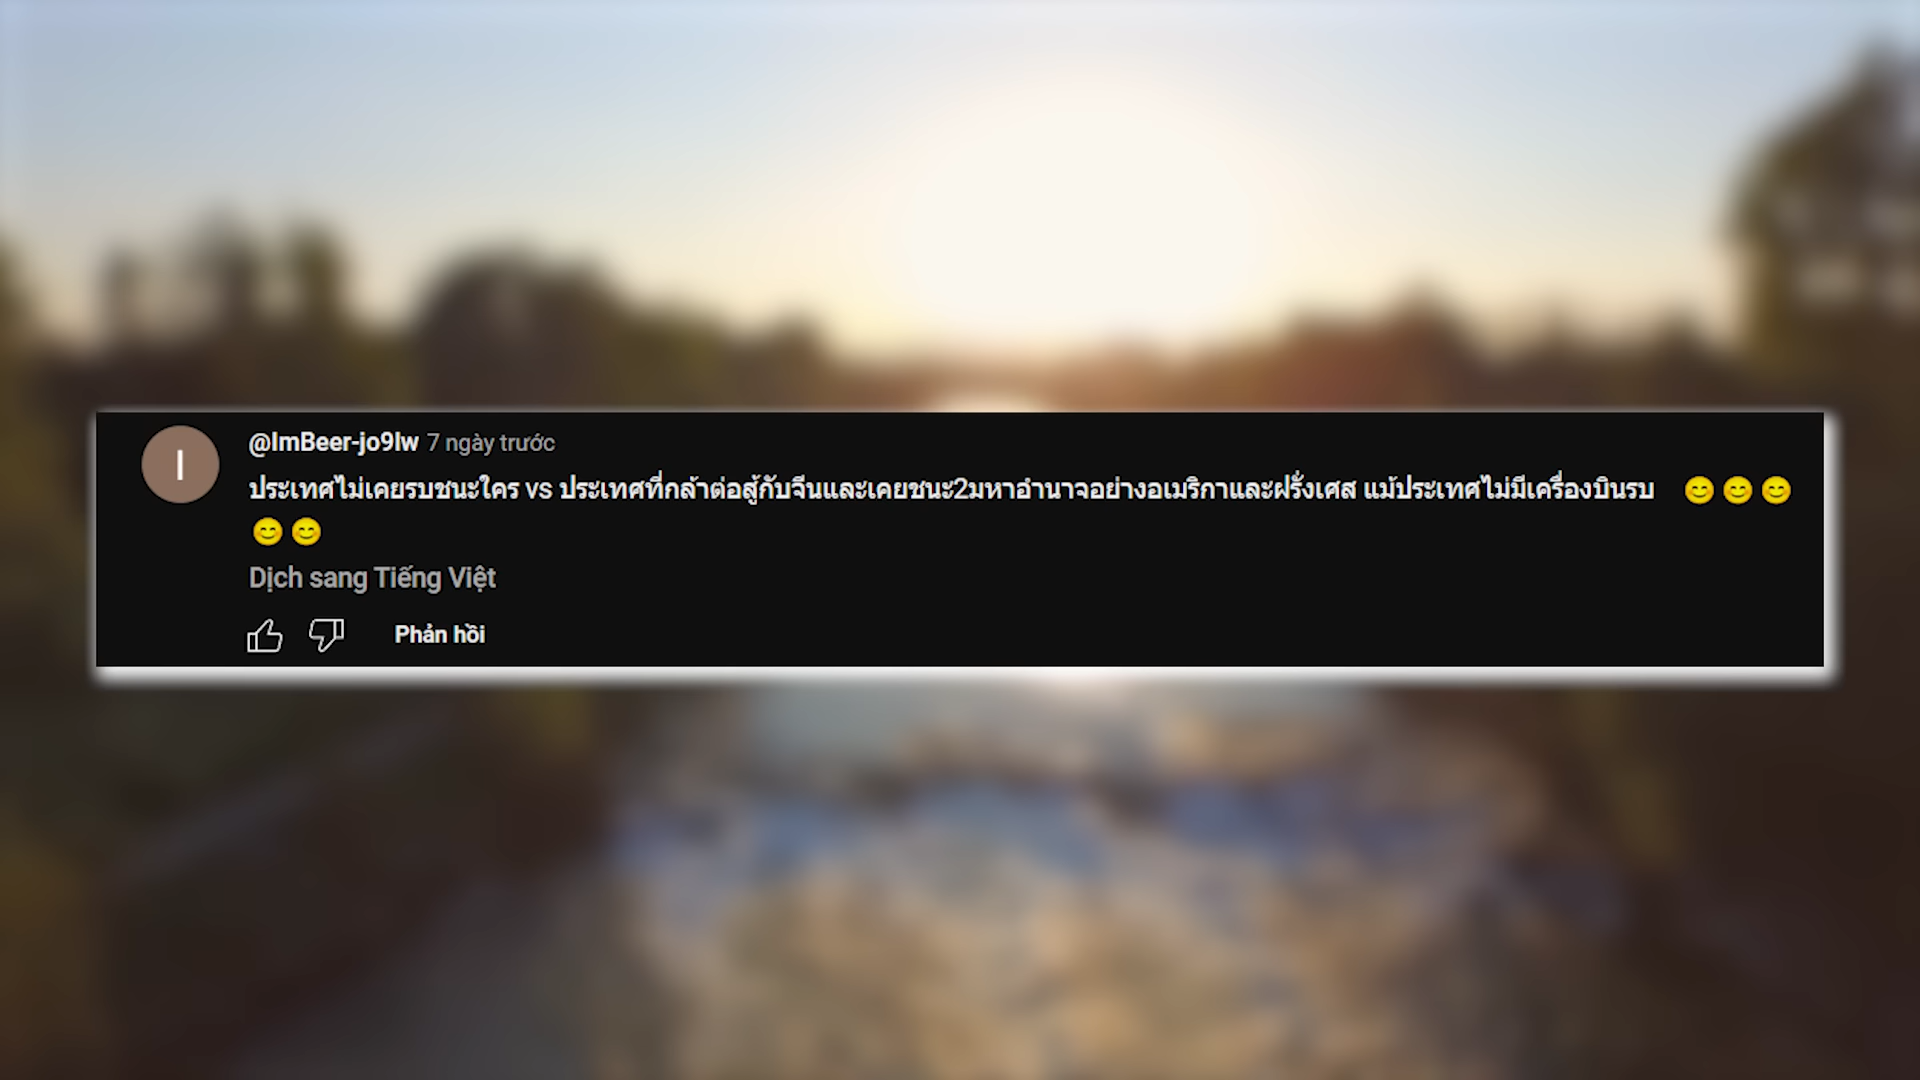 I
@ImBeer-jo9lw 7 ngày trước
ประเทศไม่เคยรบชนะใคร vs ประเทศที่กล้าต่อสู้กับจีนและเคยชนะ2มหาอำนาจอย่างอเมริกาและฝรั่งเศส แม้ประเทศไม่มีเครื่องบินรบ 😊😊😊
😊😊
Dịch sang Tiếng Việt
Phản hồi